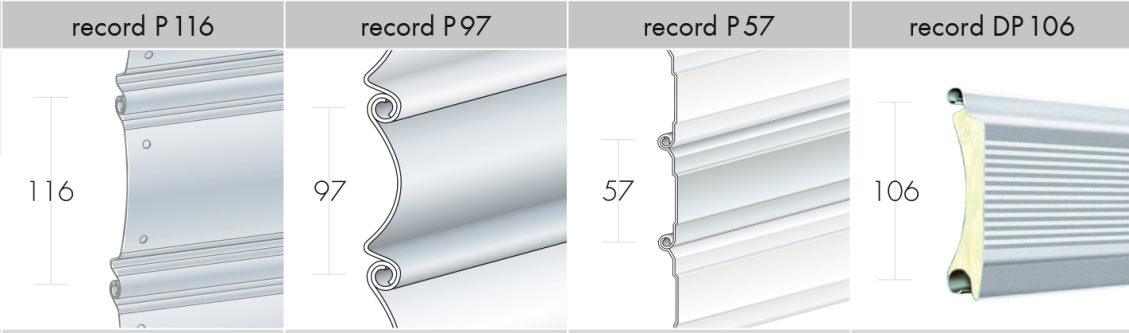 record P 116
record P 97
record P 57
record DP 106
116
97
57
106